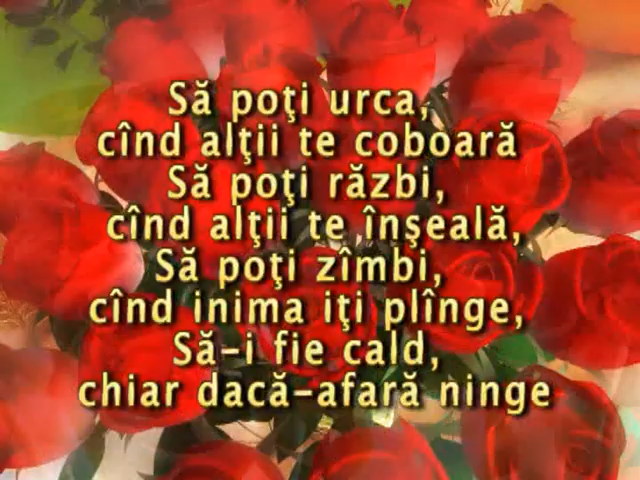 Să poţi urca,
cînd alţii te coboară
Să poţi răzbi,
cînd alţii te înşeală,
Să poţi zîmbi,
cînd inima iţi plînge,
Să-i fie cald,
chiar dacă-afară ninge